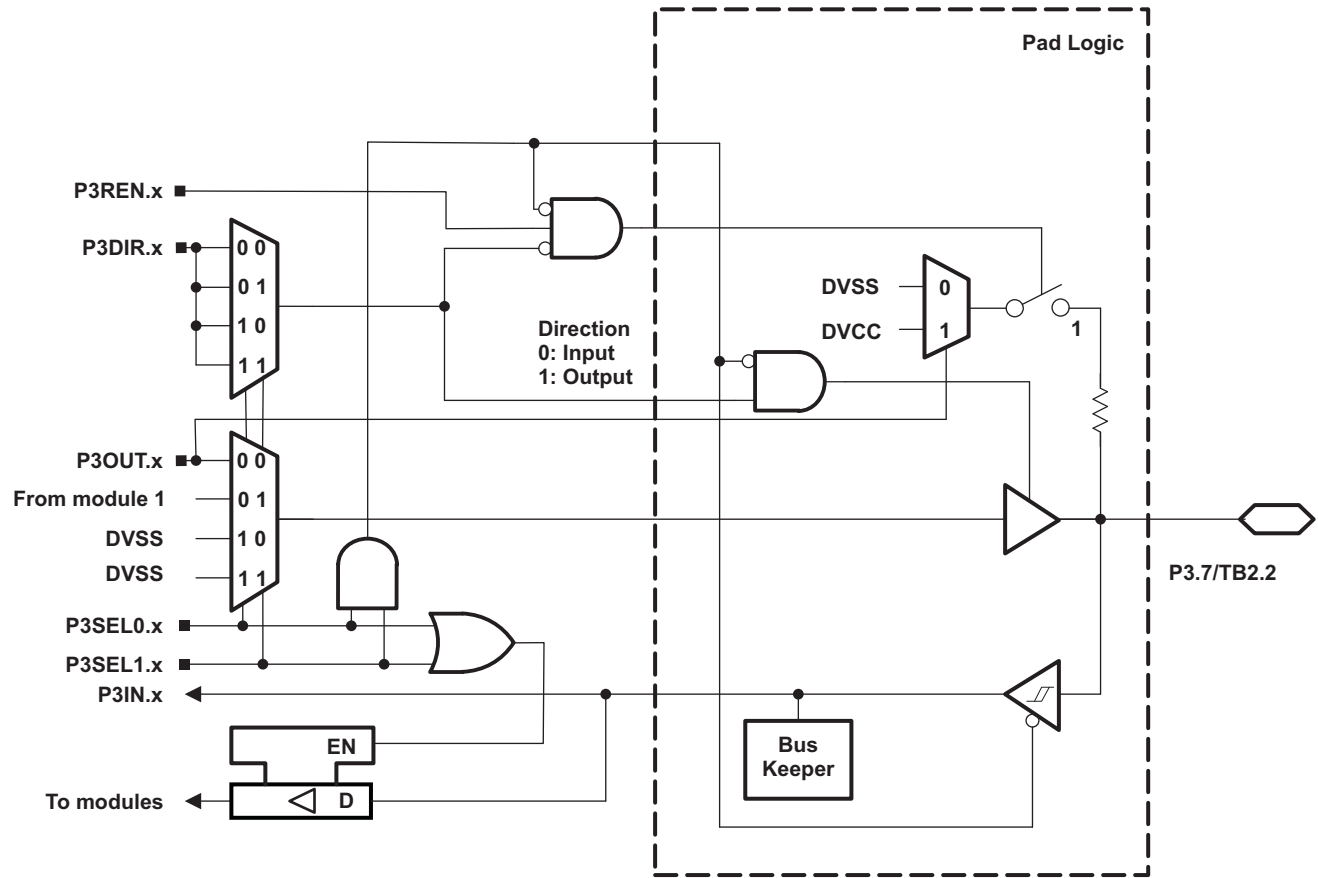 Pad Logic
P3REN.x
P3DIR.x
0 0
0 1
1 0
1 1
Direction
0: Input
1: Output
DVSS
0
DVCC
1
1
P3OUT.x
0 0
From module 1
0 1
DVSS
1 0
DVSS
1 1
P3.7/TB2.2
P3SEL0.x
P3SEL1.x
P3IN.x
EN
Bus
Keeper
To modules
D